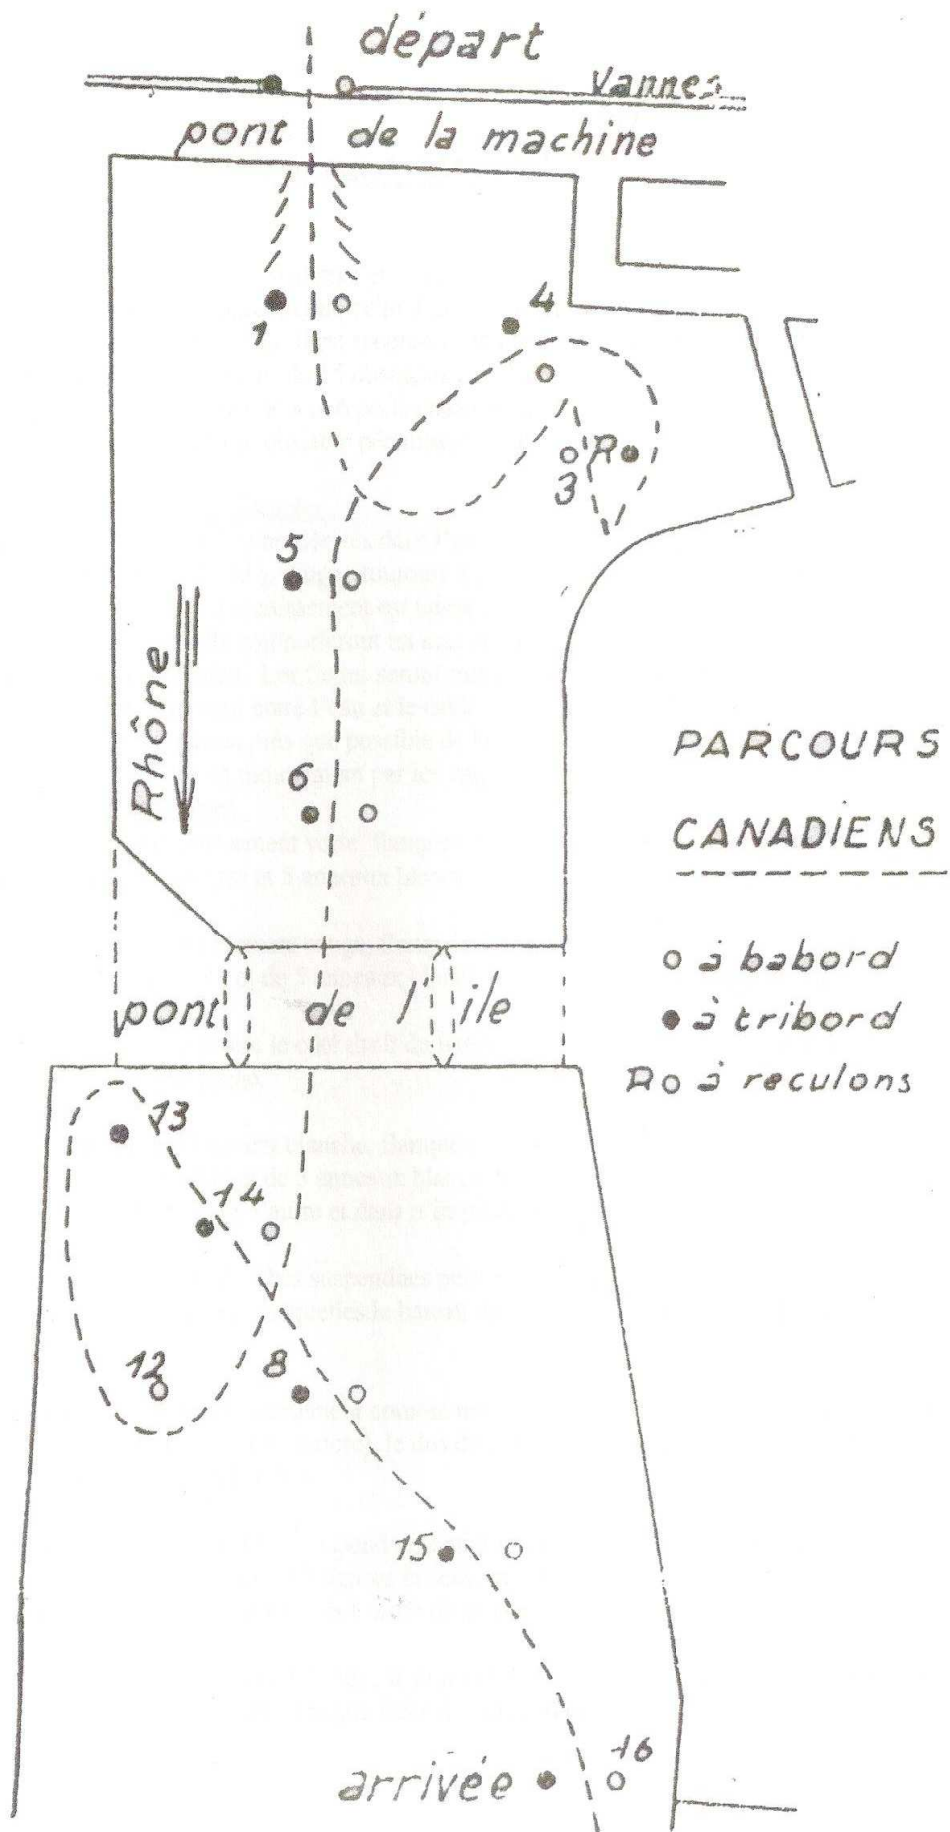 départ
Vannes
pont de la machine
1
4
3
R
5
Rhône
6
PARCOURS
CANADIENS
à babord
à tribord
R à reculons
pont de l'ile
13
14
12
8
15
16
arrivée